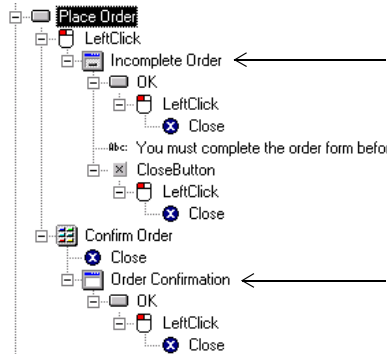 Place Order
LeftClick
Incomplete Order
OK
LeftClick
Close
Abc: You must complete the order form befor
CloseButton
LeftClick
Close
Confirm Order
Close
Order Confirmation
OK
LeftClick
Close